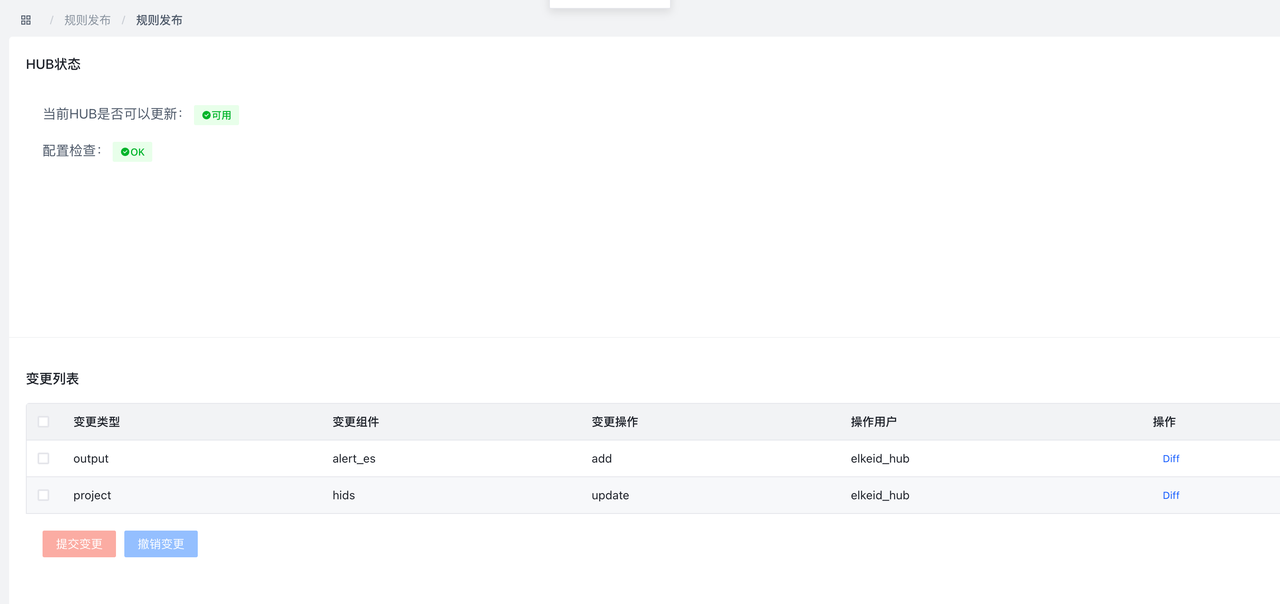 / 规则发布 / 规则发布
HUB状态
当前HUB是否可以更新： 可用
配置检查： OK
变更列表
变更类型 变更组件 变更操作 操作用户 操作
output alert_es add elkeid_hub Diff
project hids update elkeid_hub Diff
提交变更 撤销变更